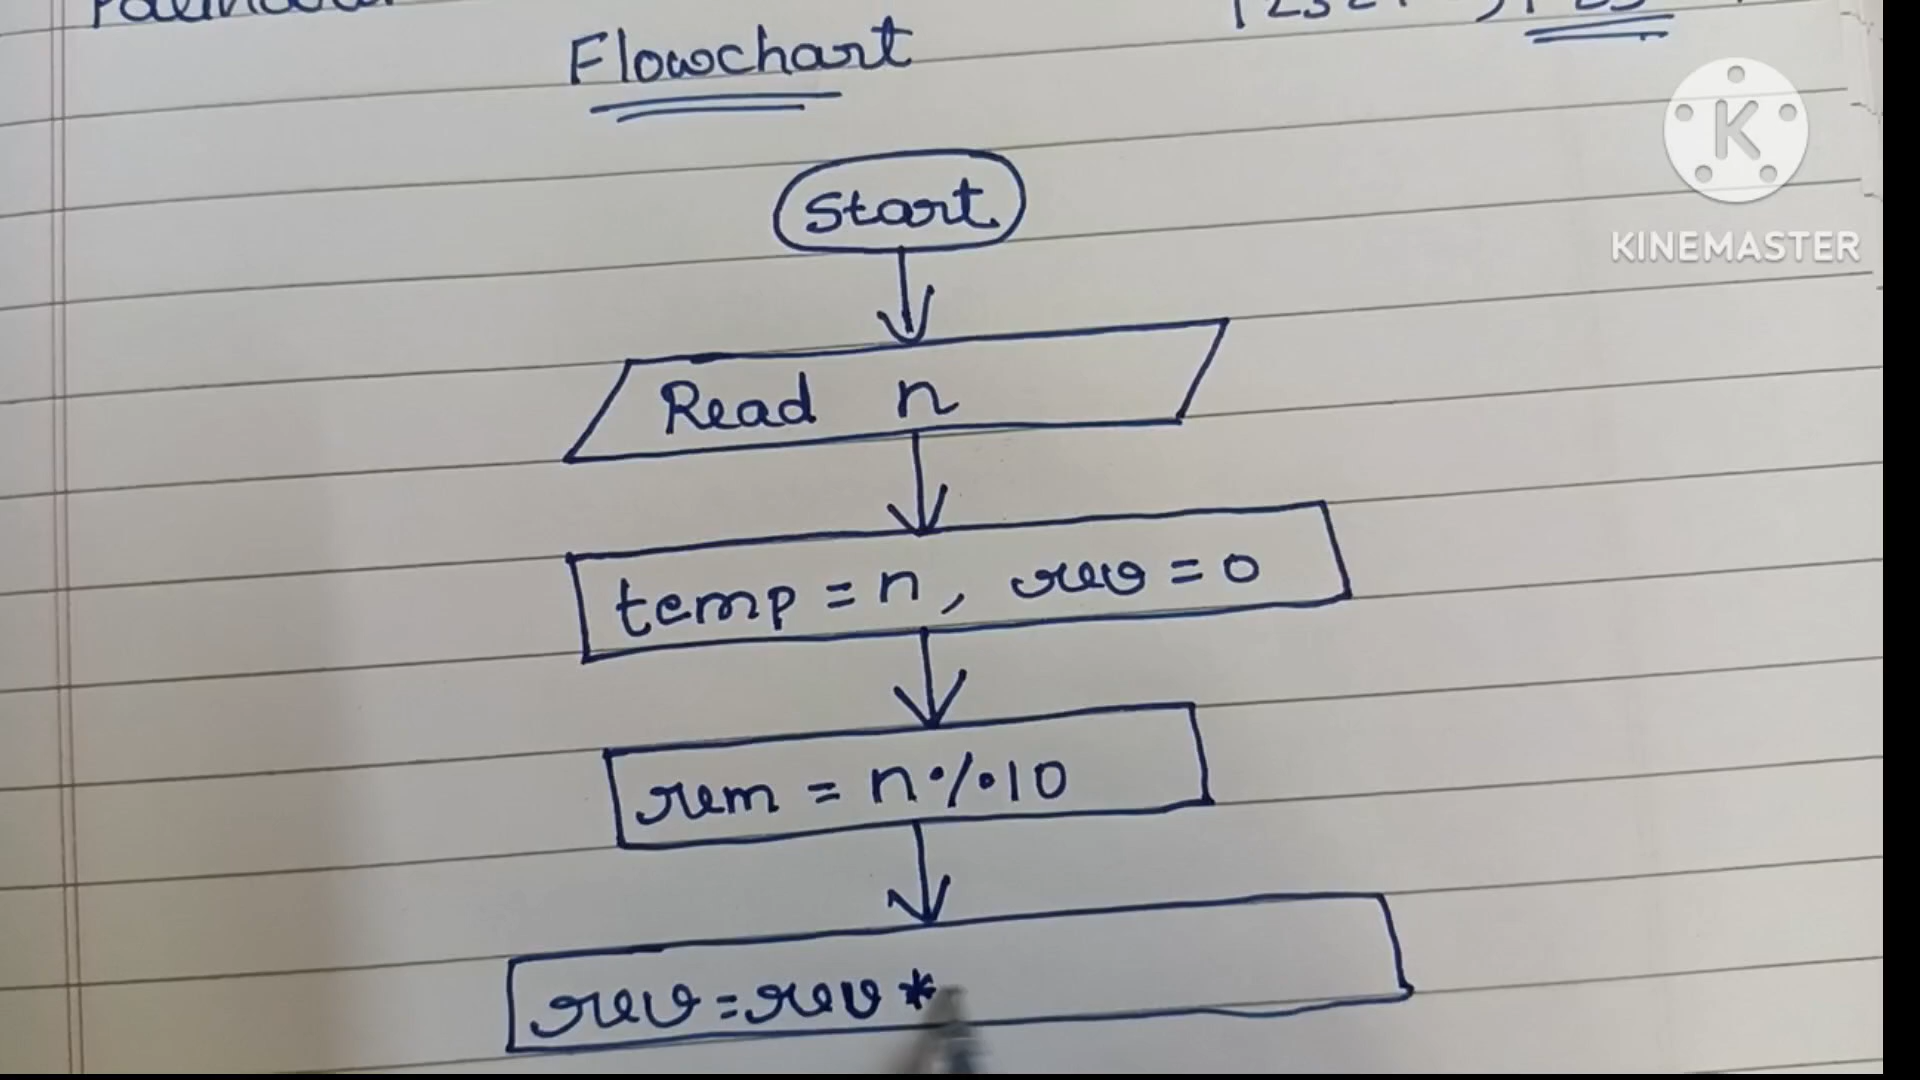 Flowchart
Start
Read n
temp = n, rev = 0
rem = n%10
rev = rev *
KINEMASTER